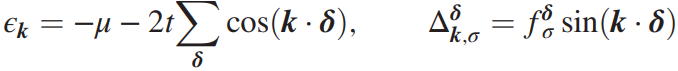 ϵ_𝒌 = −μ − 2t ∑_𝜹 cos(𝒌 · 𝜹),    Δ^𝜹_{𝒌,σ} = f^𝜹_σ sin(𝒌 · 𝜹)